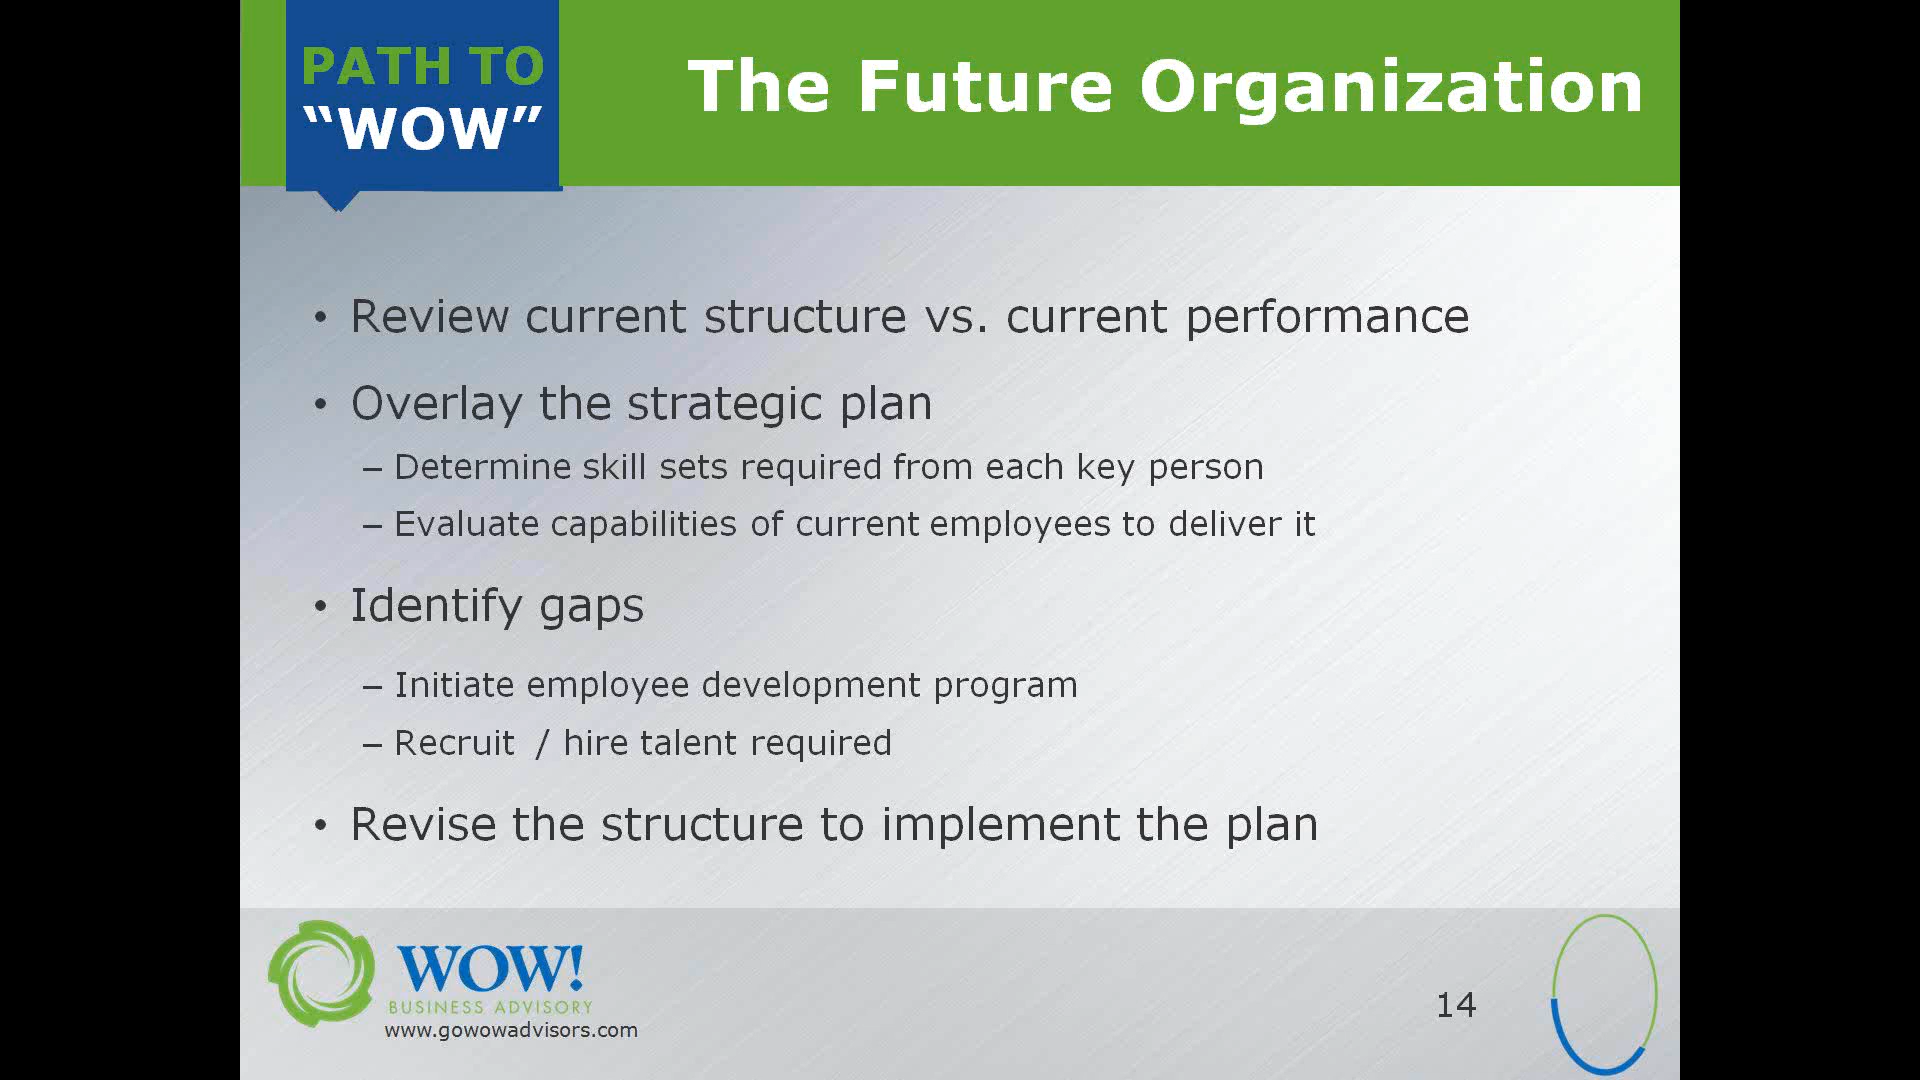 PATH TO
“WOW”
The Future Organization
• Review current structure vs. current performance
• Overlay the strategic plan
– Determine skill sets required from each key person
– Evaluate capabilities of current employees to deliver it
• Identify gaps
– Initiate employee development program
– Recruit / hire talent required
• Revise the structure to implement the plan
WOW!
BUSINESS ADVISORY
www.gowowadvisors.com
14